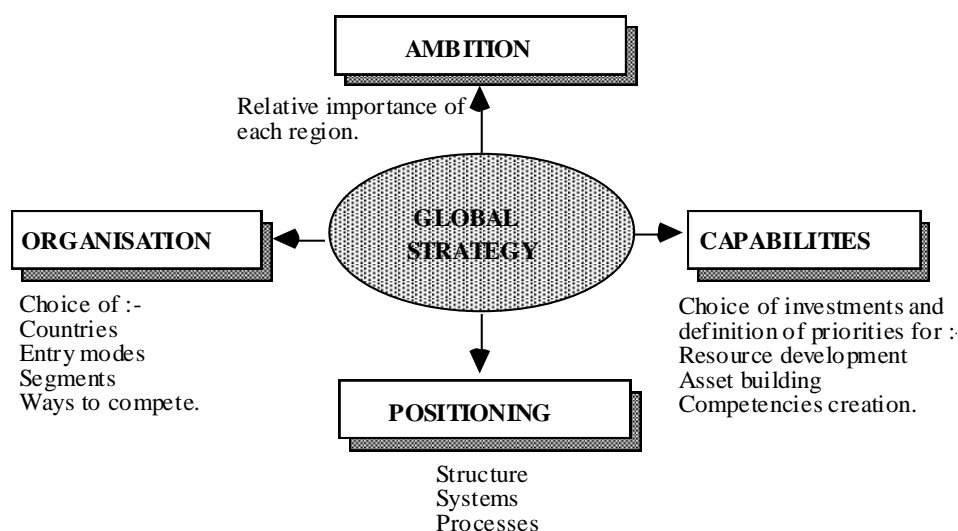 AMBITION
Relative importance of
each region.
GLOBAL
STRATEGY
ORGANISATION
Choice of :-
Countries
Entry modes
Segments
Ways to compete.
CAPABILITIES
Choice of investments and
definition of priorities for :-
Resource development
Asset building
Competencies creation.
POSITIONING
Structure
Systems
Processes